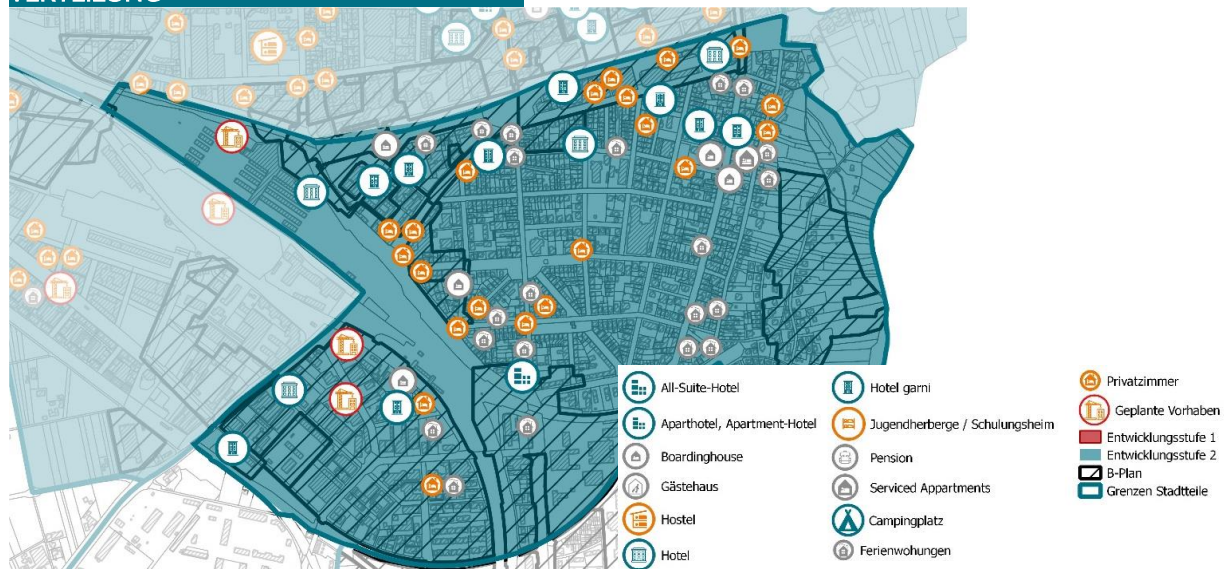 VERTEILUNG
All-Suite-Hotel
Aparthotel, Apartment-Hotel
Boardinghouse
Gästehaus
Hostel
Hotel
Hotel garni
Jugendherberge / Schulungsheim
Pension
Serviced Appartments
Campingplatz
Ferienwohungen
Privatzimmer
Geplante Vorhaben
Entwicklungsstufe 1
Entwicklungsstufe 2
B-Plan
Grenzen Stadtteile